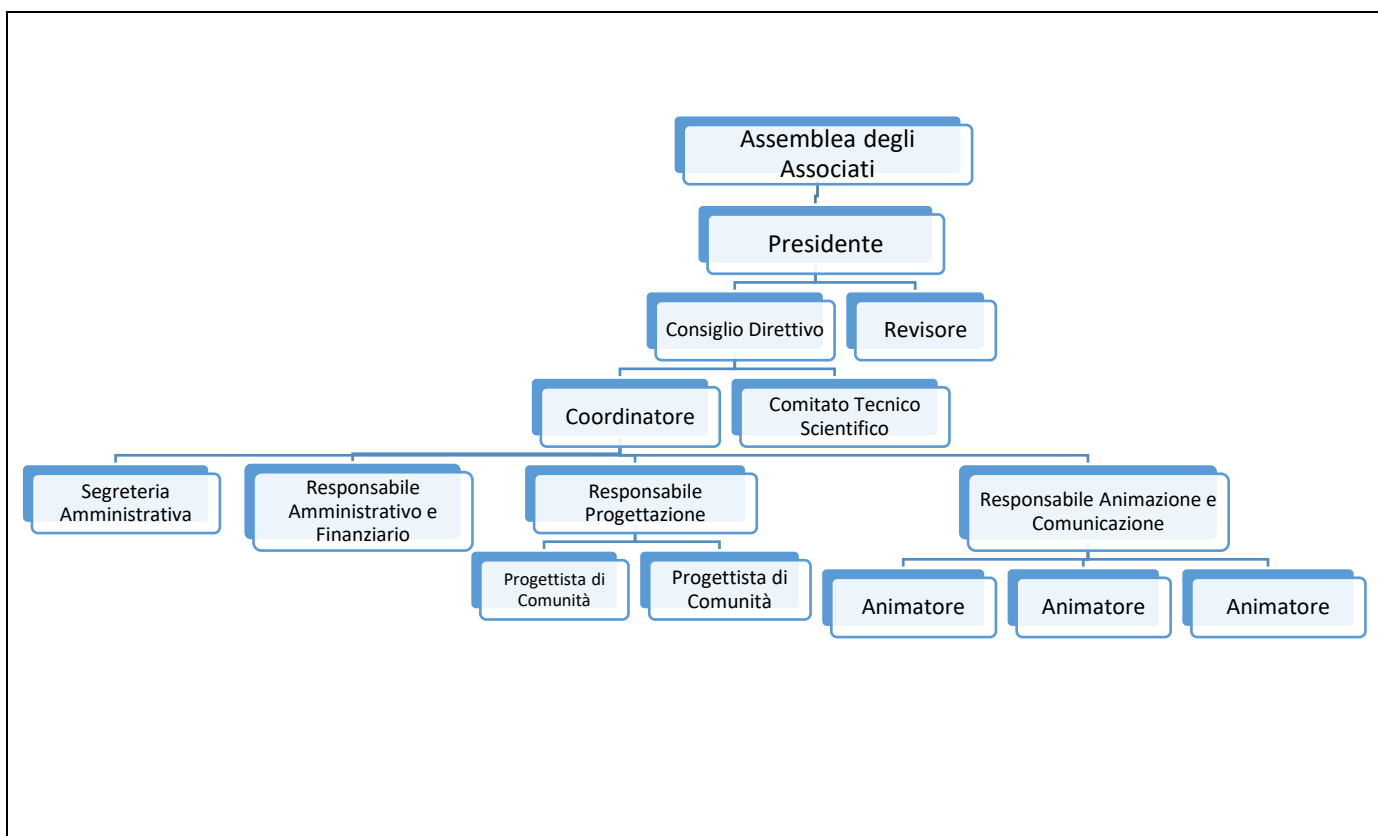 Assemblea degli
Associati
Presidente
Consiglio Direttivo
Revisore
Coordinatore
Comitato Tecnico
Scientifico
Segreteria
Amministrativa
Responsabile
Amministrativo e
Finanziario
Responsabile
Progettazione
Responsabile Animazione e
Comunicazione
Progettista di
Comunità
Progettista di
Comunità
Animatore
Animatore
Animatore